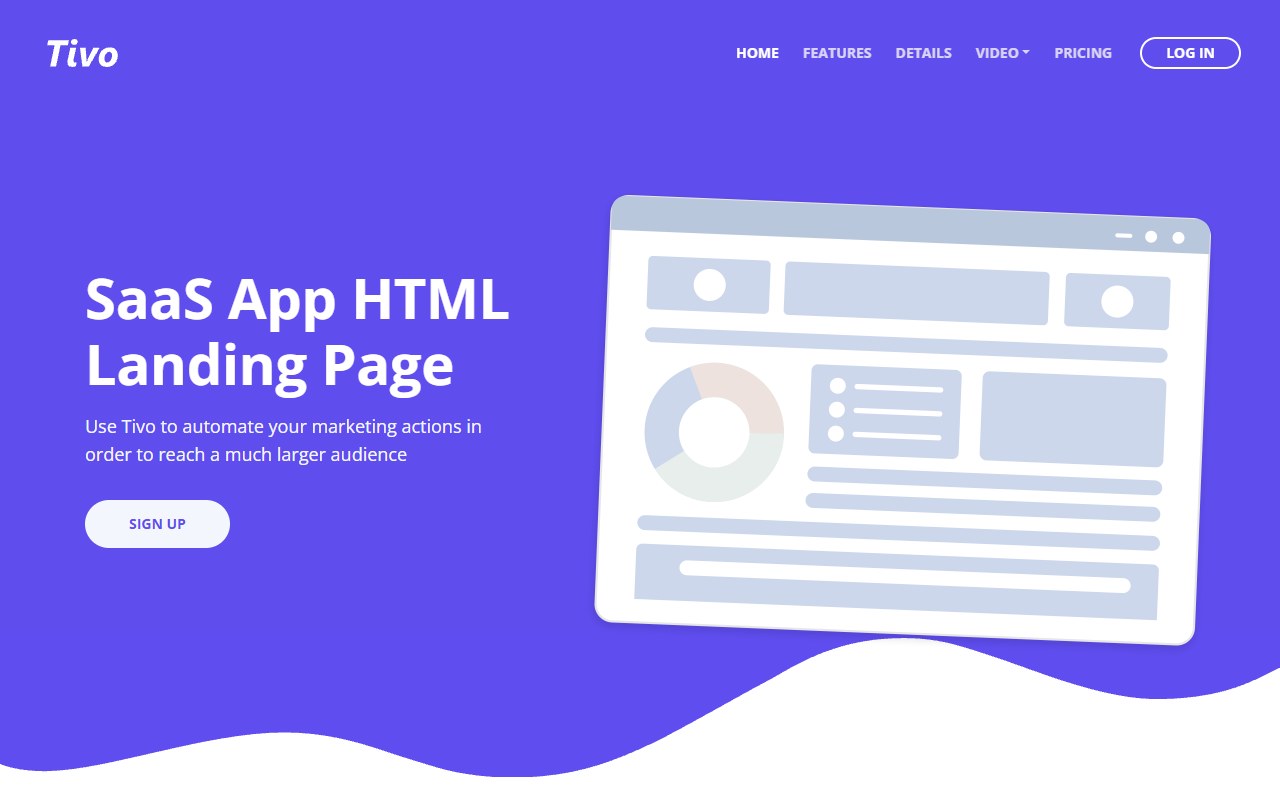 Tivo
HOME FEATURES DETAILS VIDEO PRICING LOG IN
SaaS App HTML
Landing Page
Use Tivo to automate your marketing actions in
order to reach a much larger audience
SIGN UP